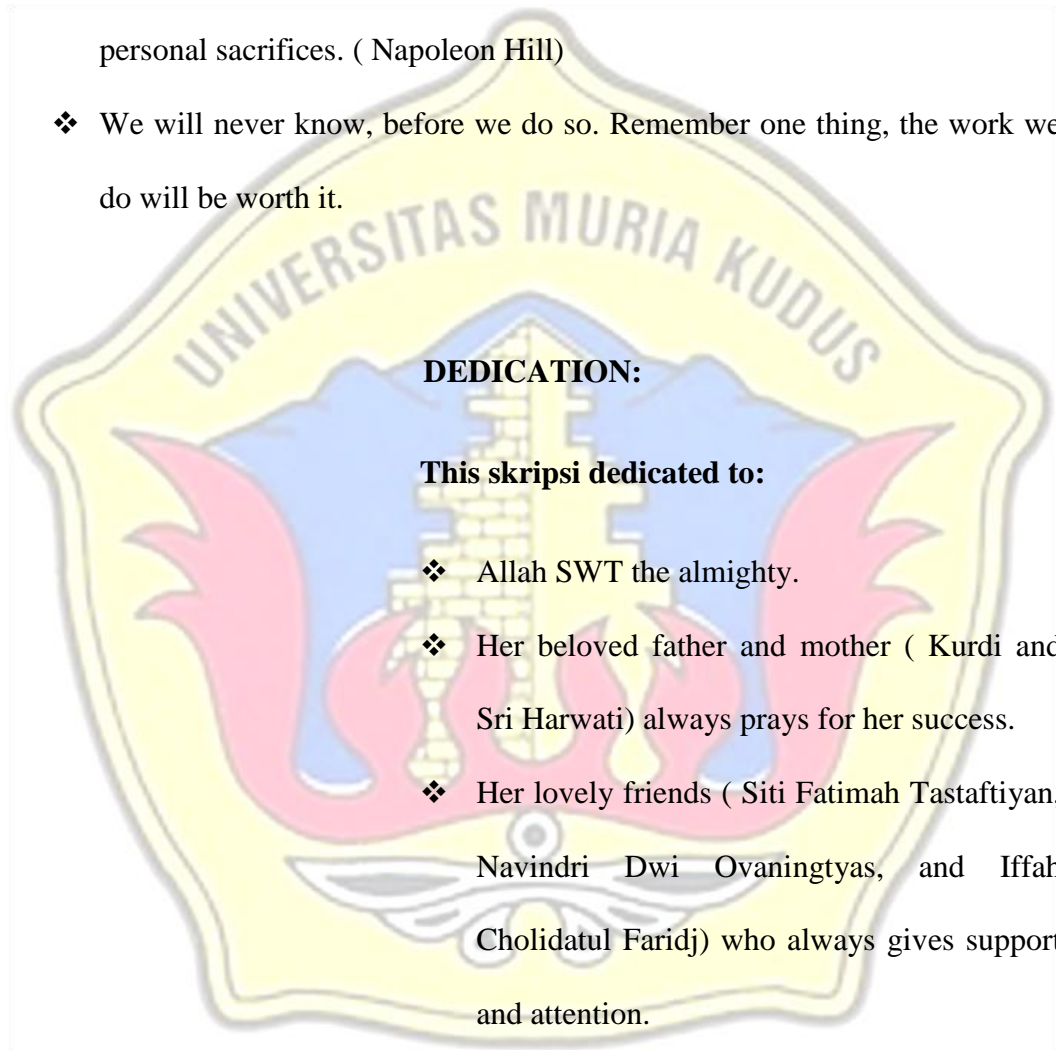 personal sacrifices. ( Napoleon Hill)
❖ We will never know, before we do so. Remember one thing, the work we
do will be worth it.
UNIVERSITAS MURIA KUDUS
DEDICATION:
This skripsi dedicated to:
❖ Allah SWT the almighty.
❖ Her beloved father and mother ( Kurdi and
Sri Harwati) always prays for her success.
❖ Her lovely friends ( Siti Fatimah Tastaftiyan,
Navindri Dwi Ovaningtyas, and Iffah
Cholidatul Faridj) who always gives support
and attention.